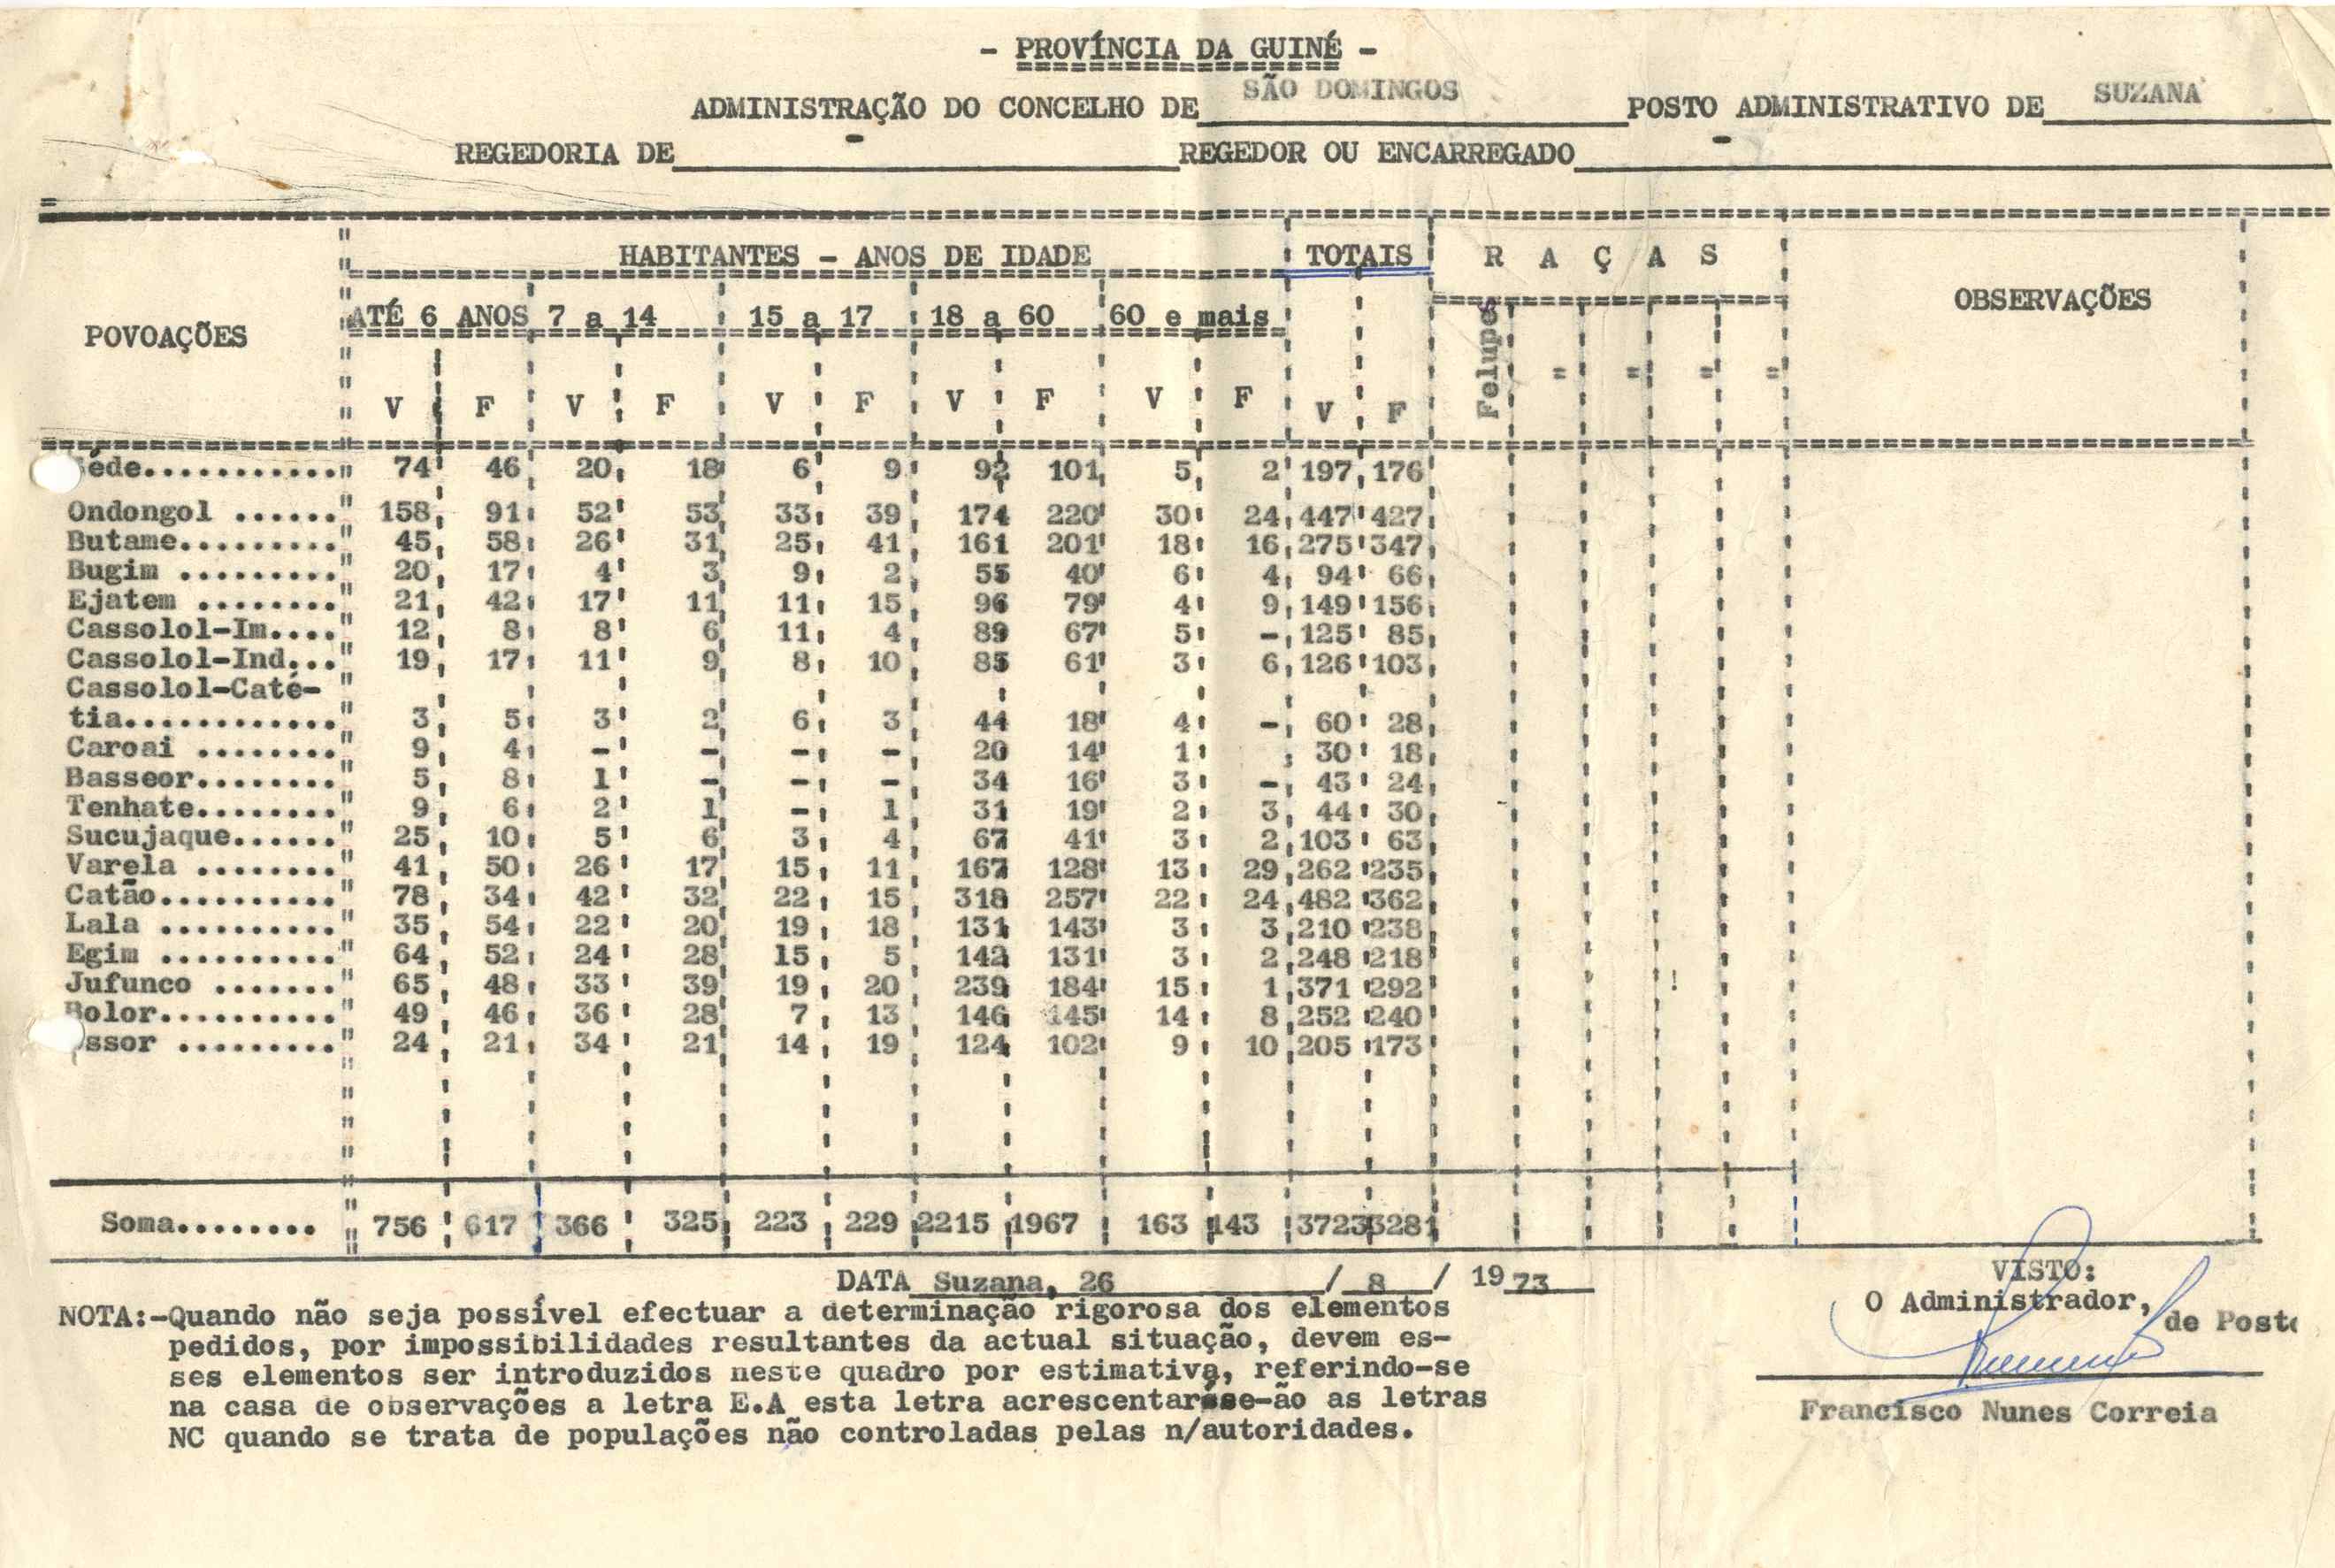 - PROVÍNCIA DA GUINÉ -
ADMINISTRAÇÃO DO CONCELHO DE SÃO DOMINGOS POSTO ADMINISTRATIVO DE SUZANA
REGEDORIA DE - REGEDOR OU ENCARREGADO -
HABITANTES - ANOS DE IDADE TOTAIS R A Ç A S
POVOAÇÕES ATÉ 6 ANOS 7 a 14 15 a 17 18 a 60 60 e mais Felupes = = = = OBSERVAÇÕES
V F V F V F V F V F V F
éde........... 74 46 20 18 6 9 92 101 5 2 197 176
Ondongol ...... 158 91 52 53 33 39 174 220 30 24 447 427
Butame......... 45 58 26 31 25 41 161 201 18 16 275 347
Bugim ......... 20 17 4 3 9 2 55 40 6 4 94 66
Ejatem ........ 21 42 17 11 11 15 96 79 4 9 149 156
Cassolol-Im.... 12 8 8 6 11 4 89 67 5 - 125 85
Cassolol-Ind... 19 17 11 9 8 10 85 61 3 6 126 103
Cassolol-Caté-
tia............ 3 5 3 2 6 3 44 18 4 - 60 28
Caroai ........ 9 4 - - - - 20 14 1 30 18
Basseor........ 5 8 1 - - - 34 16 3 - 43 24
Tenhate........ 9 6 2 1 - 1 31 19 2 3 44 30
Sucujaque...... 25 10 5 6 3 4 67 41 3 2 103 63
Varela ........ 41 50 26 17 15 11 167 128 13 29 262 235
Catão.......... 78 34 42 32 22 15 318 257 22 24 482 362
Lala .......... 35 54 22 20 19 18 131 143 3 3 210 238
Egim .......... 64 52 24 28 15 5 142 131 3 2 248 218
Jufunco ....... 65 48 33 39 19 20 239 184 15 1 371 292
Bolor.......... 49 46 36 28 7 13 146 145 14 8 252 240
ssor ......... 24 21 34 21 14 19 124 102 9 10 205 173
Soma........ 756 617 366 325 223 229 2215 1967 163 143 3723 3281
DATA Suzana, 26 / 8 / 1973
NOTA:-Quando não seja possível efectuar a determinação rigorosa dos elementos
pedidos, por impossibilidades resultantes da actual situação, devem es-
ses elementos ser introduzidos neste quadro por estimativa, referindo-se
na casa de observações a letra E.A esta letra acrescentar-se-ão as letras
NC quando se trata de populações não controladas pelas n/autoridades.
VISTO:
O Administrador, de Posto
Francisco Nunes Correia